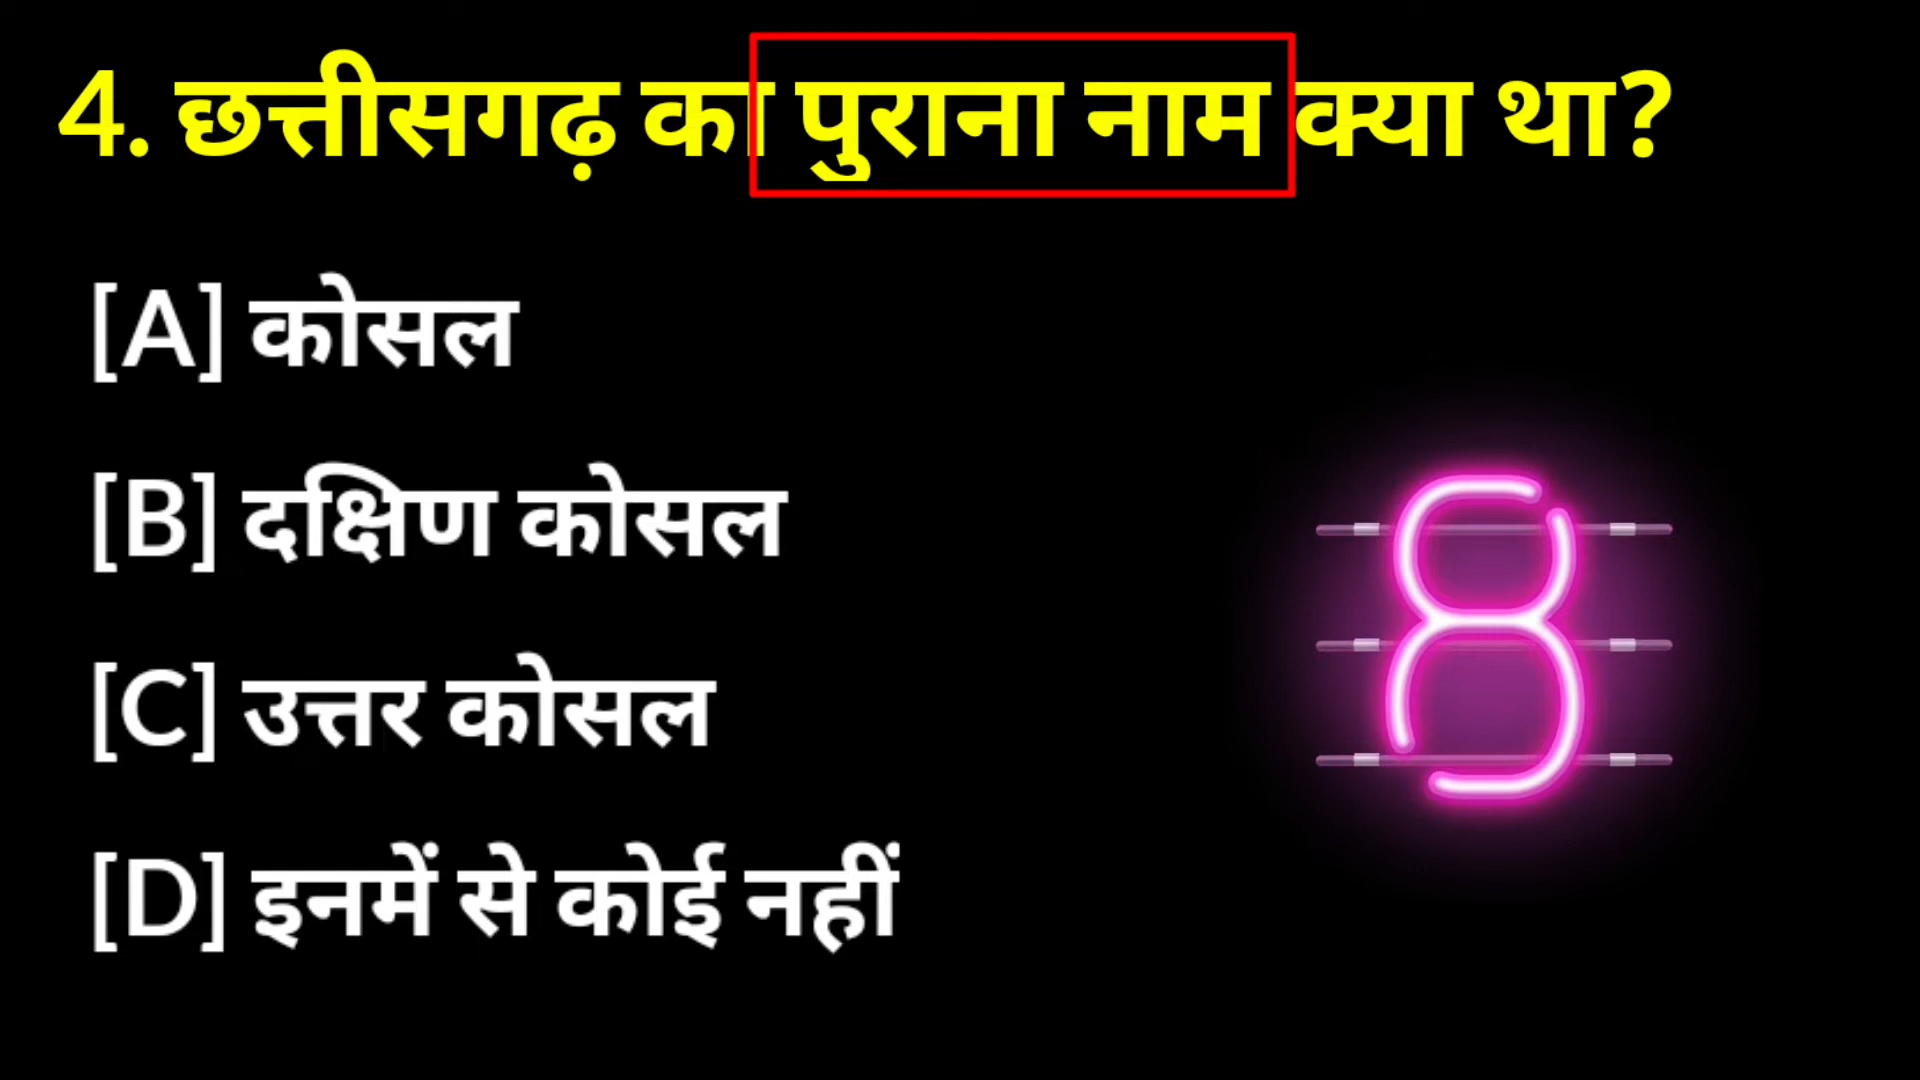 4. छत्तीसगढ़ का पुराना नाम क्या था?
[A] कोसल
[B] दक्षिण कोसल
[C] उत्तर कोसल
[D] इनमें से कोई नहीं
8